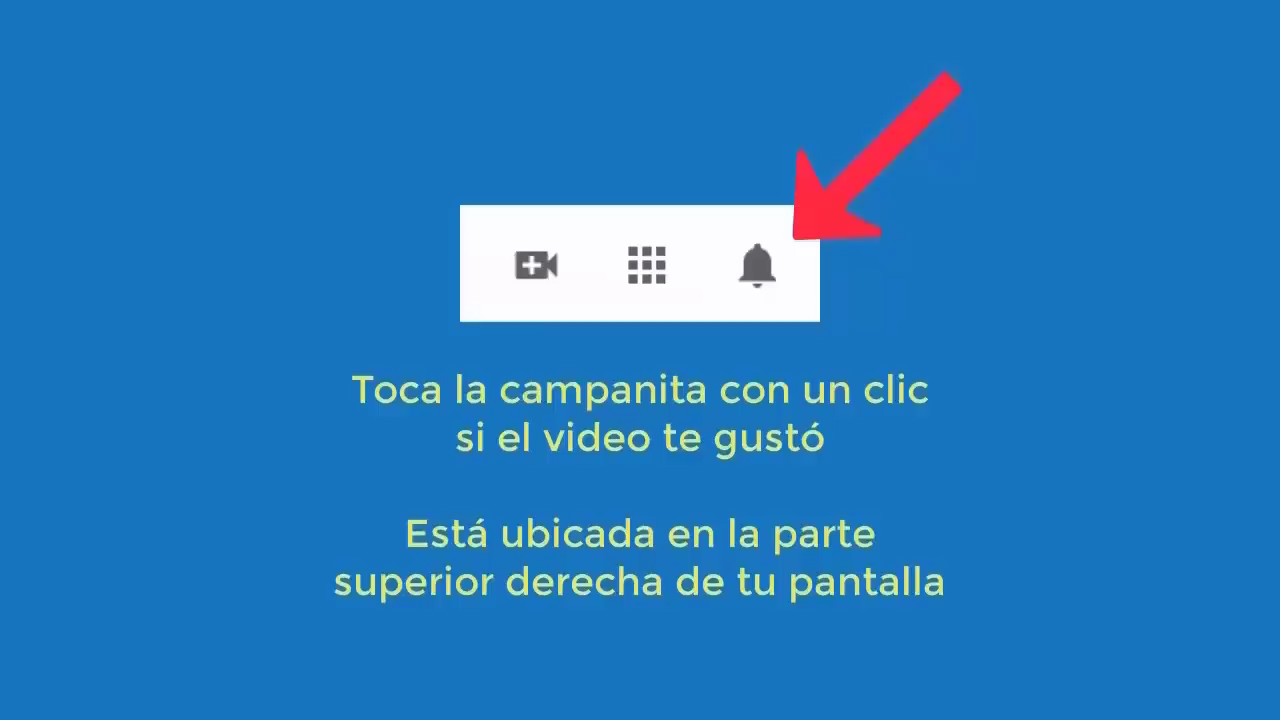 Toca la campanita con un clic
si el video te gustó
Está ubicada en la parte
superior derecha de tu pantalla